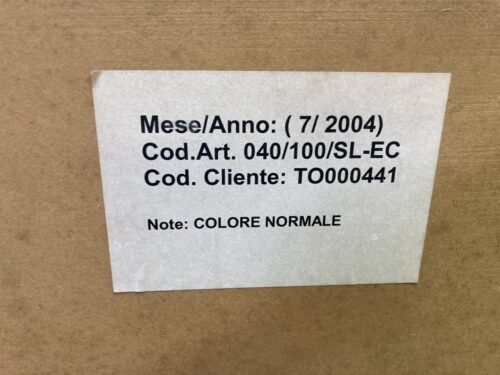 Mese/Anno: ( 7/ 2004)
Cod.Art. 040/100/SL-EC
Cod. Cliente: TO000441
Note: COLORE NORMALE